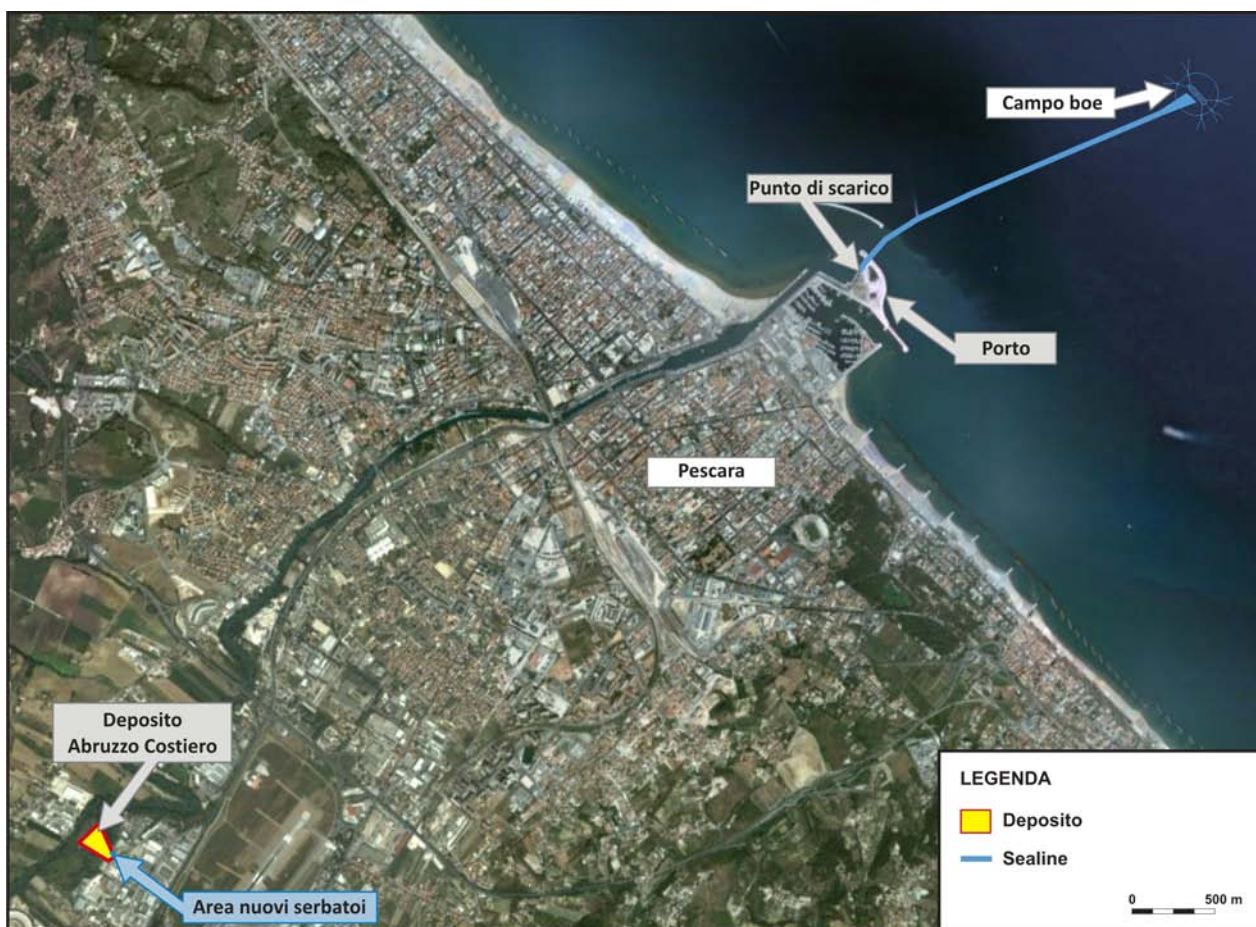 Campo boe
Punto di scarico
Porto
Pescara
Deposito
Abruzzo Costiero
Area nuovi serbatoi
LEGENDA
Deposito
Sealine
0 500 m